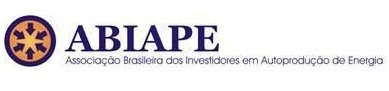 ABIAPE
Associação Brasileira dos Investidores em Autoprodução de Energia